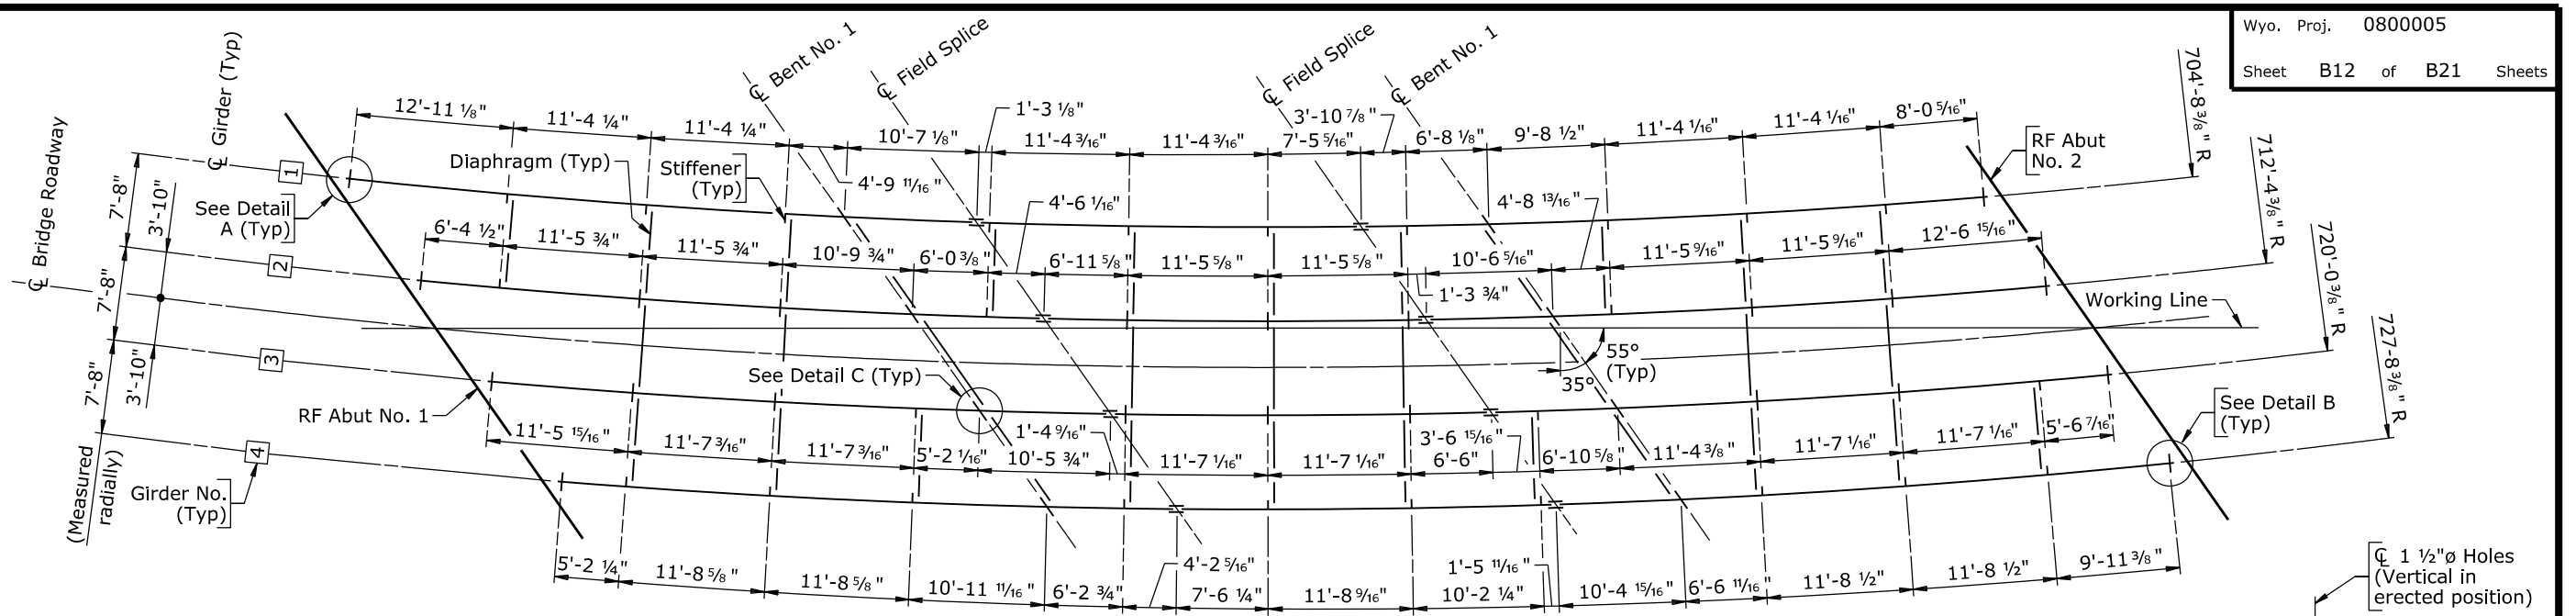 Wyo. Proj. 0800005
Sheet B12 of B21 Sheets
℄ Bridge Roadway
℄ Girder (Typ)
℄ Bent No. 1
℄ Field Splice
℄ Field Splice
℄ Bent No. 1
12'-11 ⅛"
11'-4 ¼"
11'-4 ¼"
10'-7 ⅛"
1'-3 ⅛"
11'-4 3/16"
11'-4 3/16"
7'-5 5/16"
3'-10 ⅞"
6'-8 ⅛"
9'-8 ½"
11'-4 1/16"
11'-4 1/16"
8'-0 5/16"
704'-8 ⅜" R
712'-4 ⅜" R
720'-0 ⅜" R
727'-8 ⅜" R
RF Abut
No. 2
Diaphragm (Typ)
Stiffener
(Typ)
4'-9 11/16"
4'-6 1/16"
4'-8 13/16"
1
2
3
4
See Detail
A (Typ)
7'-8"
3'-10"
7'-8"
3'-10"
7'-8"
(Measured
radially)
6'-4 ½"
11'-5 ¾"
11'-5 ¾"
10'-9 ¾"
6'-0 ⅜"
6'-11 ⅝"
11'-5 ⅝"
11'-5 ⅝"
1'-3 ¾"
10'-6 5/16"
11'-5 9/16"
11'-5 9/16"
12'-6 15/16"
Working Line
55°
(Typ)
35°
See Detail C (Typ)
RF Abut No. 1
See Detail B
(Typ)
11'-5 15/16"
11'-7 3/16"
11'-7 3/16"
5'-2 1/16"
10'-5 ¾"
1'-4 9/16"
11'-7 1/16"
11'-7 1/16"
6'-6"
3'-6 15/16"
6'-10 ⅝"
11'-4 ⅜"
11'-7 1/16"
11'-7 1/16"
5'-6 7/16"
Girder No.
(Typ)
5'-2 ¼"
11'-8 ⅝"
11'-8 ⅝"
10'-11 11/16"
6'-2 ¾"
4'-2 5/16"
7'-6 ¼"
11'-8 9/16"
10'-2 ¼"
1'-5 11/16"
10'-4 15/16"
6'-6 11/16"
11'-8 ½"
11'-8 ½"
9'-11 ⅜"
℄ 1 ½"ø Holes
(Vertical in
erected position)